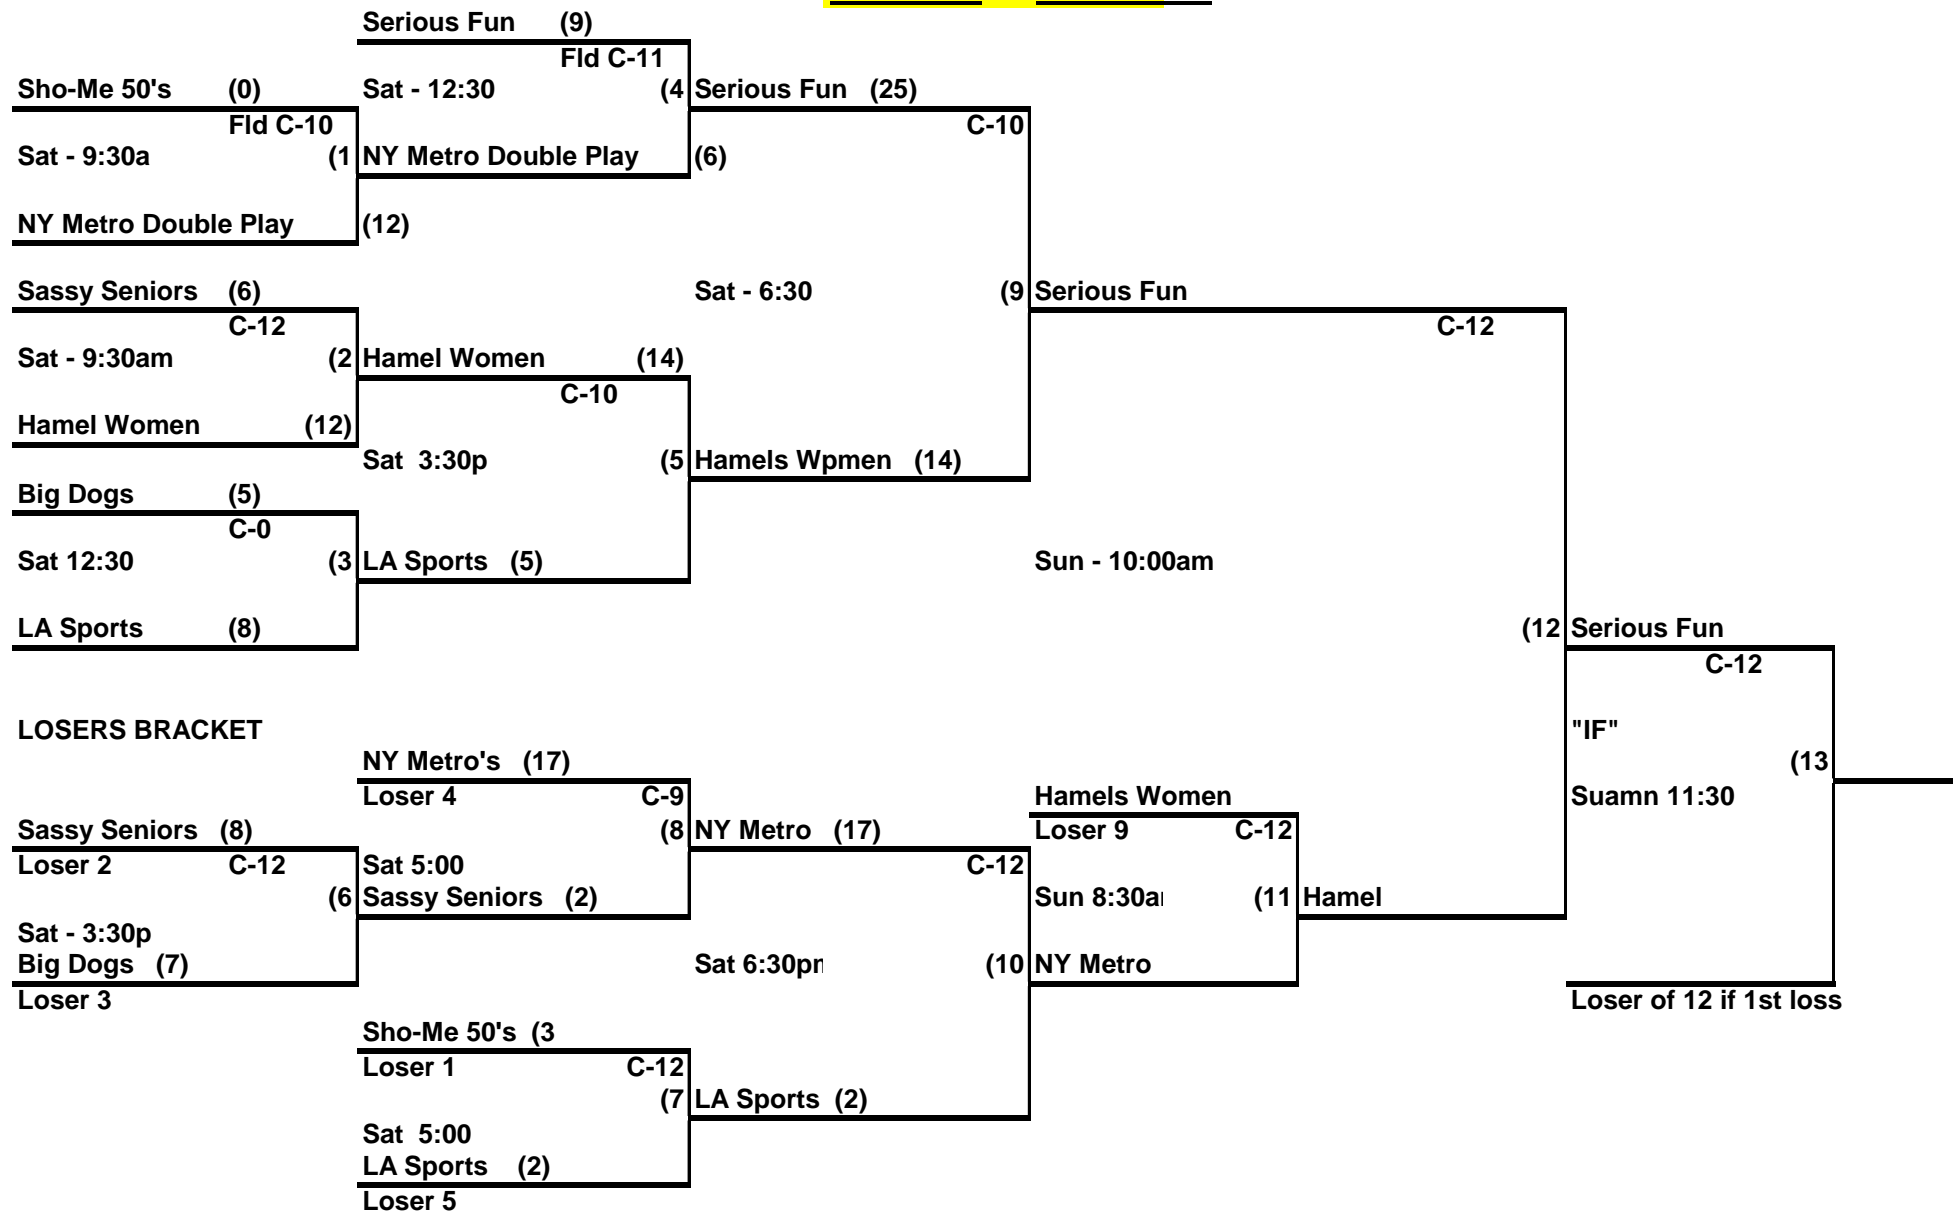 Serious Fun (9)
Fld C-11
Sho-Me 50's (0) Sat - 12:30 (4 Serious Fun (25)
Fld C-10 C-10
Sat - 9:30a (1 NY Metro Double Play (6)
NY Metro Double Play (12)
Sassy Seniors (6) Sat - 6:30 (9 Serious Fun
C-12 C-12
Sat - 9:30am (2 Hamel Women (14)
C-10
Hamel Women (12)
Sat 3:30p (5 Hamels Wpmen (14)
Big Dogs (5)
C-0
Sat 12:30 (3 LA Sports (5) Sun - 10:00am
LA Sports (8) (12 Serious Fun
C-12
LOSERS BRACKET "IF"
NY Metro's (17) (13
Loser 4 C-9 Hamels Women Suamn 11:30
Sassy Seniors (8) (8 NY Metro (17) Loser 9 C-12
Loser 2 C-12 Sat 5:00 C-12
(6 Sassy Seniors (2) Sun 8:30a (11 Hamel
Sat - 3:30p
Big Dogs (7) Sat 6:30p (10 NY Metro
Loser 3 Loser of 12 if 1st loss
Sho-Me 50's (3
Loser 1 C-12
(7 LA Sports (2)
Sat 5:00
LA Sports (2)
Loser 5